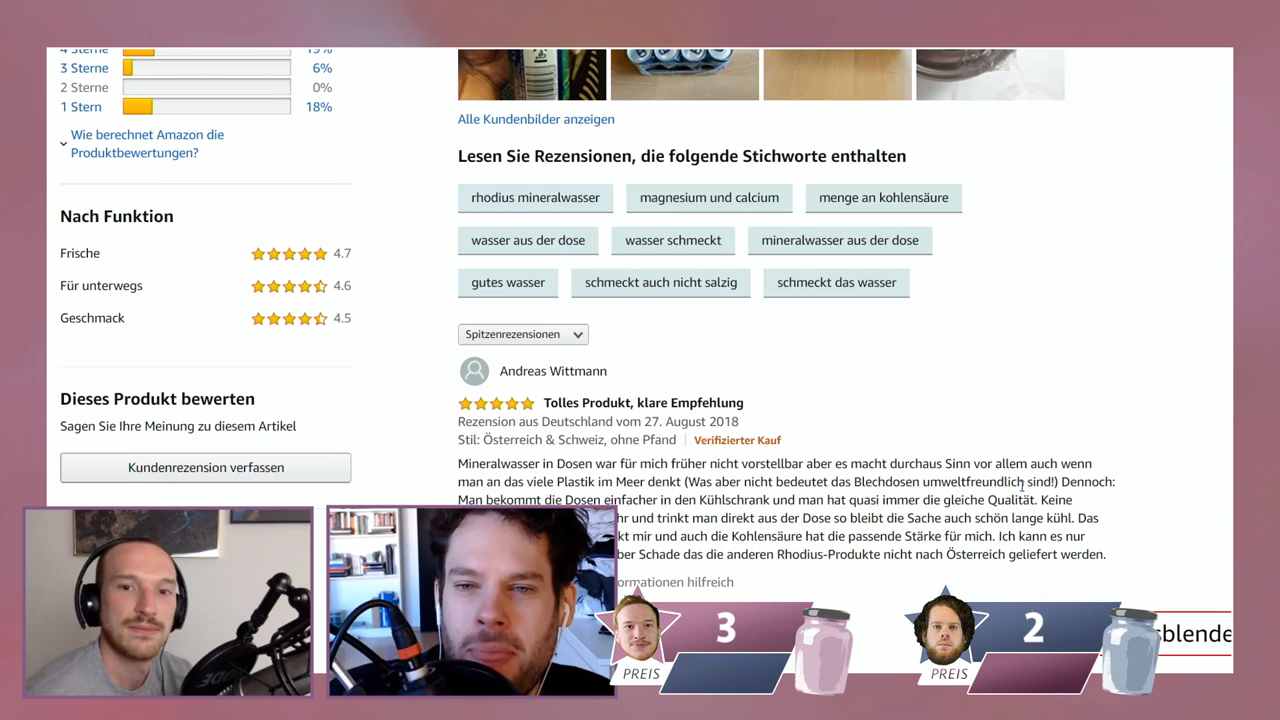 4 Sterne 19%
3 Sterne 6%
2 Sterne 0%
1 Stern 18%
Wie berechnet Amazon die
Produktbewertungen?
Nach Funktion
Frische 4.7
Für unterwegs 4.6
Geschmack 4.5
Dieses Produkt bewerten
Sagen Sie Ihre Meinung zu diesem Artikel
Kundenrezension verfassen
Alle Kundenbilder anzeigen
Lesen Sie Rezensionen, die folgende Stichworte enthalten
rhodius mineralwasser magnesium und calcium menge an kohlensäure
wasser aus der dose wasser schmeckt mineralwasser aus der dose
gutes wasser schmeckt auch nicht salzig schmeckt das wasser
Spitzenrezensionen
Andreas Wittmann
Tolles Produkt, klare Empfehlung
Rezension aus Deutschland vom 27. August 2018
Stil: Österreich & Schweiz, ohne Pfand Verifizierter Kauf
Mineralwasser in Dosen war für mich früher nicht vorstellbar aber es macht durchaus Sinn vor allem auch wenn
man an das viele Plastik im Meer denkt (Was aber nicht bedeutet das Blechdosen umweltfreundlich sind!) Dennoch:
Man bekommt die Dosen einfacher in den Kühlschrank und man hat quasi immer die gleiche Qualität. Keine
hr und trinkt man direkt aus der Dose so bleibt die Sache auch schön lange kühl. Das
kt mir und auch die Kohlensäure hat die passende Stärke für mich. Ich kann es nur
ber Schade das die anderen Rhodius-Produkte nicht nach Österreich geliefert werden.
ormationen hilfreich
3
PREIS
2
PREIS
sblende